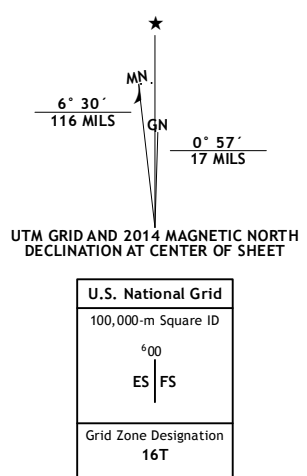 ★
MN
GN
6° 30´
116 MILS
0° 57´
17 MILS
UTM GRID AND 2014 MAGNETIC NORTH
DECLINATION AT CENTER OF SHEET
U.S. National Grid
100,000-m Square ID
⁶00
ES FS
Grid Zone Designation
16T